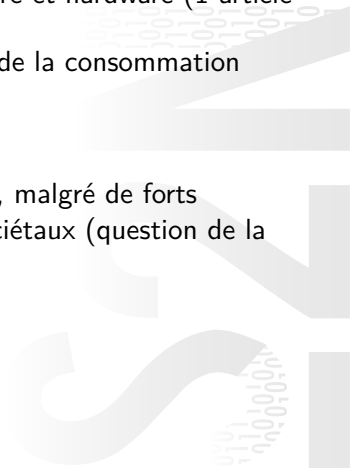 re et hardware (1 article
de la consommation
, malgré de forts
ciétaux (question de la